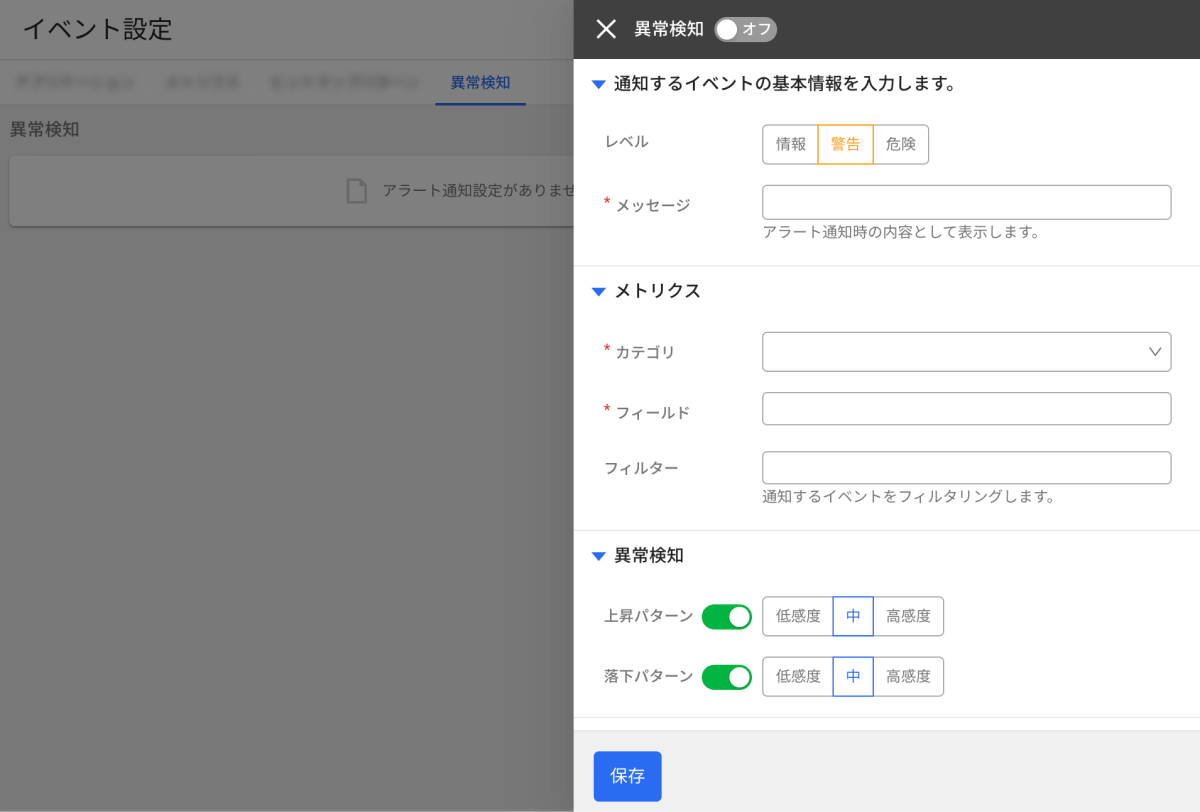 イベント設定
異常検知
異常検知
アラート通知設定がありませ
異常検知 オフ
通知するイベントの基本情報を入力します。
レベル 情報 警告 危険
* メッセージ
アラート通知時の内容として表示します。
メトリクス
* カテゴリ
* フィールド
フィルター
通知するイベントをフィルタリングします。
異常検知
上昇パターン 低感度 中 高感度
落下パターン 低感度 中 高感度
保存